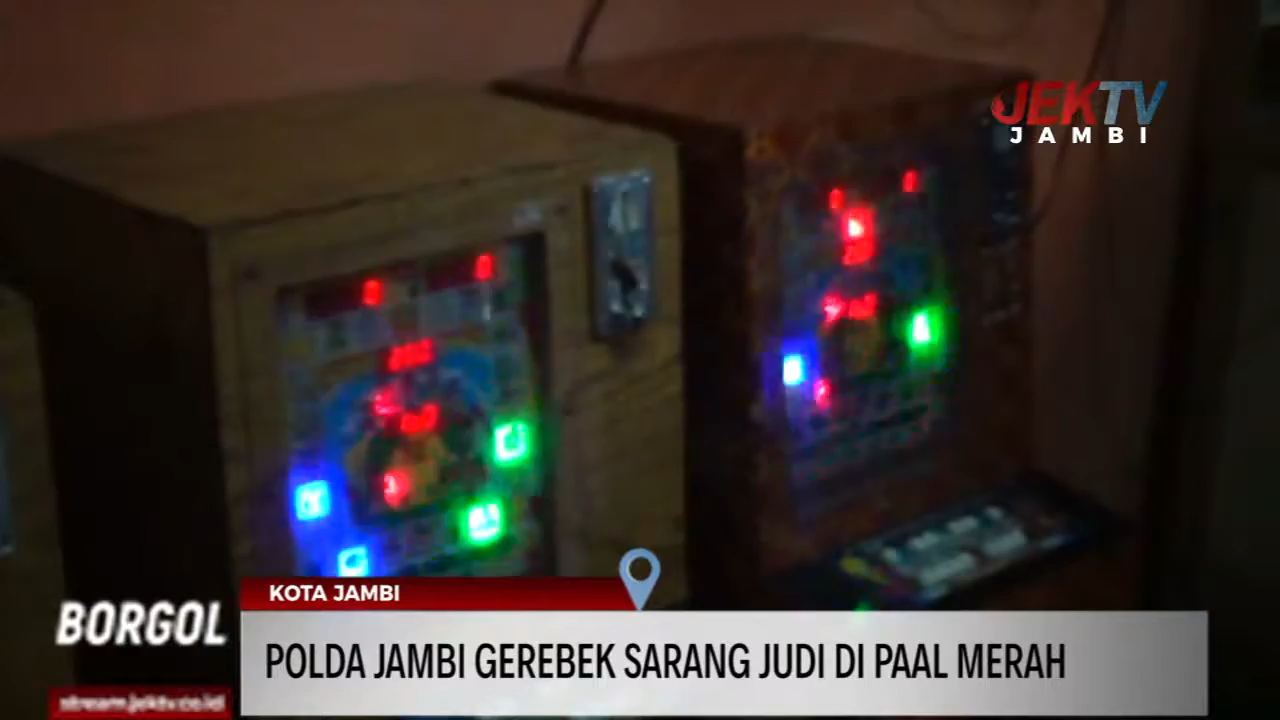 JEKTV
JAMBI
KOTA JAMBI
BORGOL
POLDA JAMBI GEREBEK SARANG JUDI DI PAAL MERAH
stream.jektv.co.id